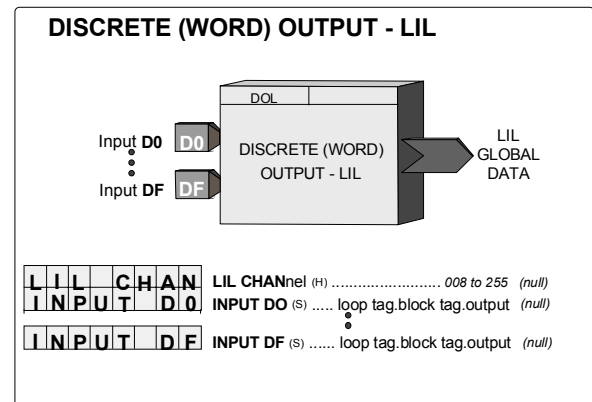 DISCRETE (WORD) OUTPUT - LIL
DOL
Input D0 D0
DISCRETE (WORD)
OUTPUT - LIL
LIL
GLOBAL
DATA
Input DF DF
LIL CHAN LIL CHANnel (H) ........................ 008 to 255 (null)
INPUT D0 INPUT DO (S) ..... loop tag.block tag.output (null)
INPUT DF INPUT DF (S) ...... loop tag.block tag.output (null)